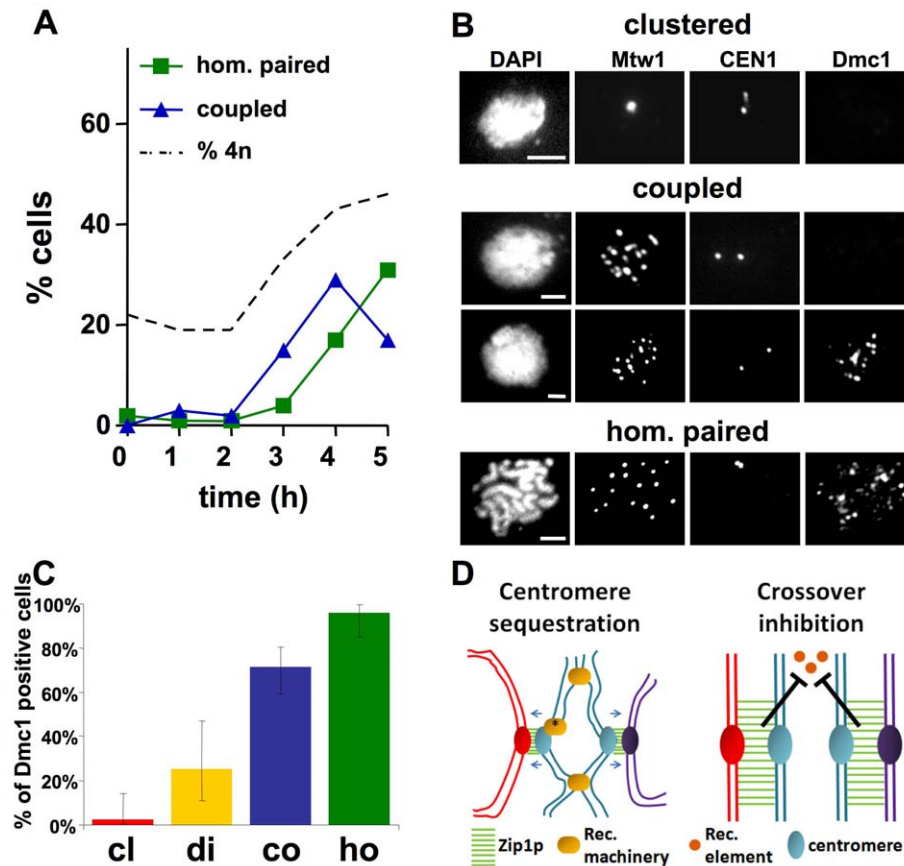 A
hom. paired
coupled
% 4n
60
40
20
0
% cells
0 1 2 3 4 5
time (h)
B
clustered
DAPI Mtw1 CEN1 Dmc1
coupled
hom. paired
C
% of Dmc1 positive cells
100%
80%
60%
40%
20%
0%
cl di co ho
D
Centromere
sequestration
Crossover
inhibition
*
Zip1p
Rec.
machinery
Rec.
element
centromere